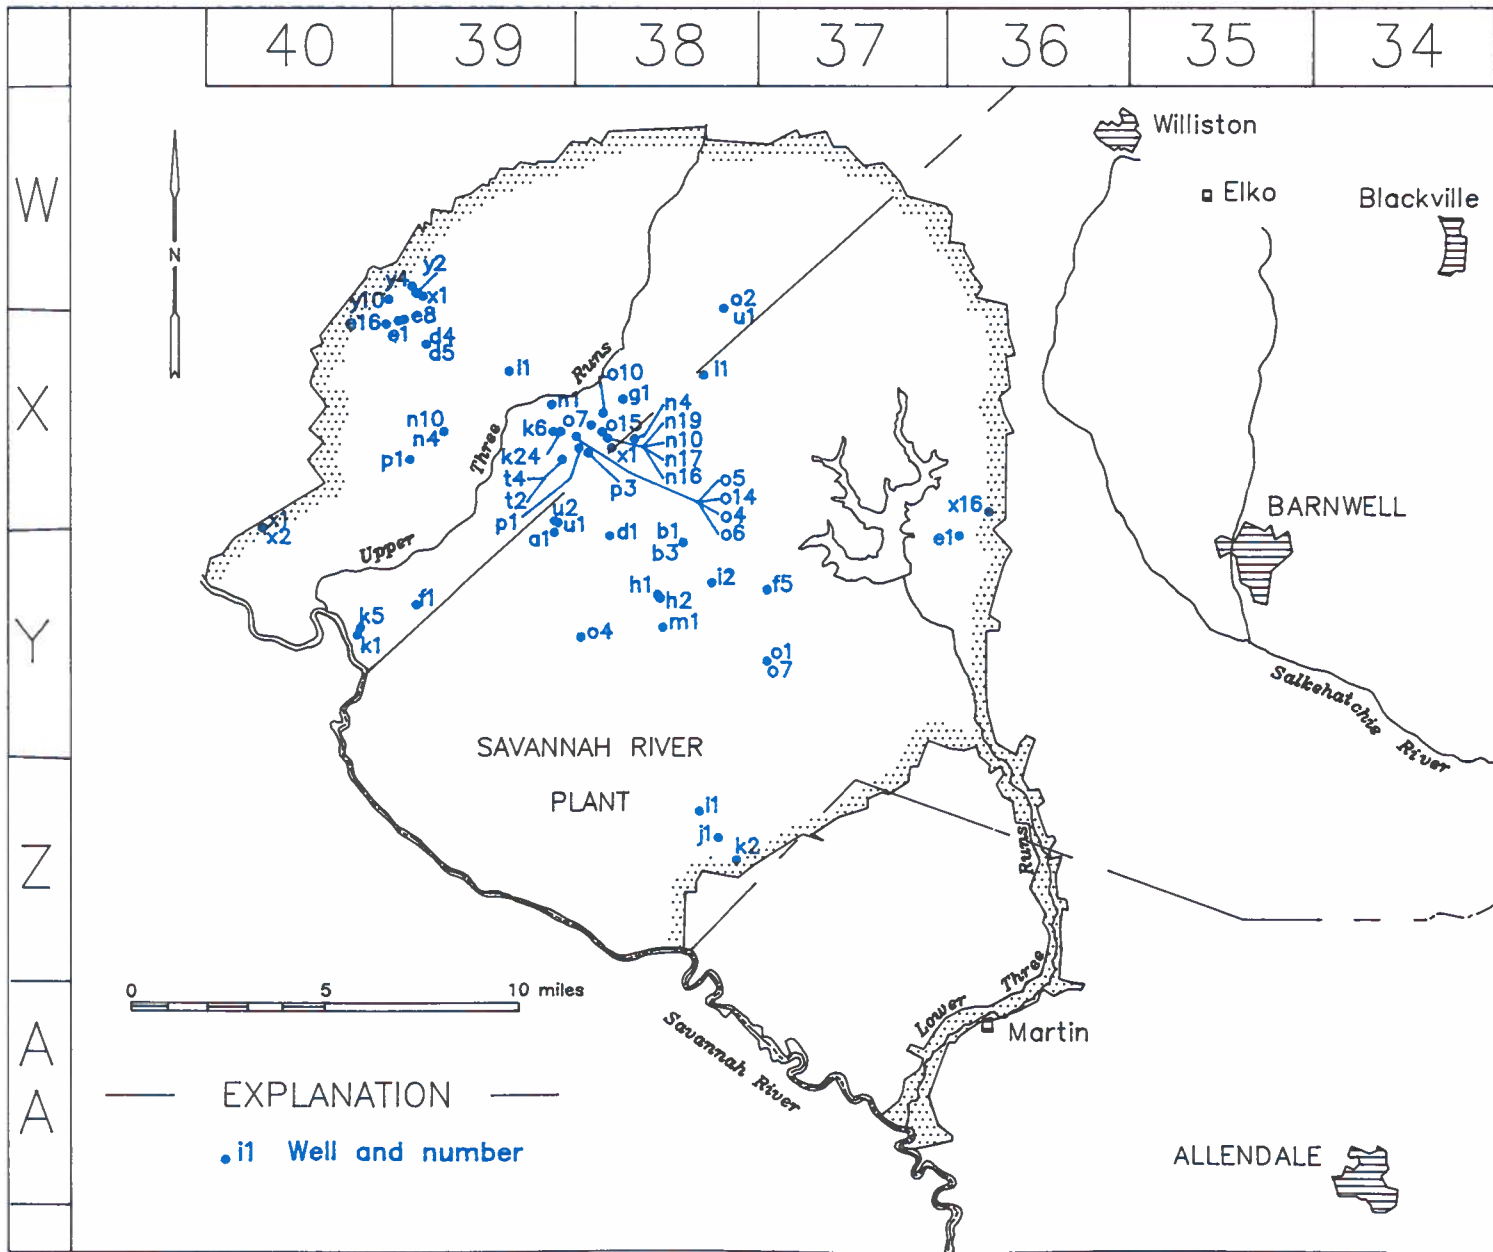 40 39 38 37 36 35 34
W
X
Y
Z
A
A
N
Williston
Elko
Blackville
y2
y4
y10
x1
e16
e8
e1
d4
d5
o2
u1
i1
i1
Runs
o10
g1
n1
n4
o7
o15
n19
k6
n10
n10
n4
x1
n17
k24
p1
Three
n16
t4
p3
o5
t2
o14
p1
o4
x16
BARNWELL
x1
u2
u1
x2
o6
a1
d1
b1
e1
Upper
b3
i2
h1
f5
h2
f1
k5
m1
o4
k1
o1
o7
Salkehatchie River
SAVANNAH RIVER
PLANT
i1
j1
k2
Runs
Three
Lower
0 5 10 miles
Savannah River
Martin
EXPLANATION
i1 Well and number
ALLENDALE